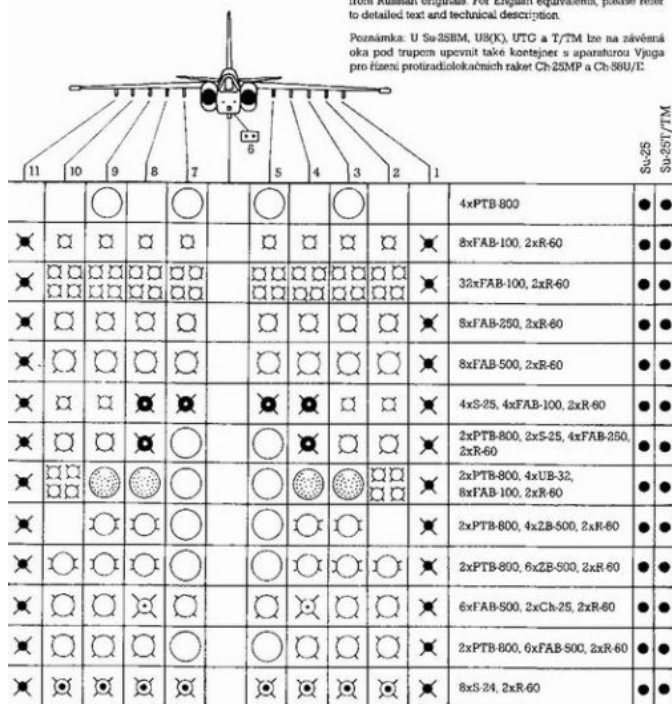 from Russian originals. For English equivalents, please refer
to detailed text and technical description.
Poznámka: U Su-25BM, UB(K), UTG a T/TM lze na závěsná
oka pod trupem upevnit také kontejner s aparaturou Vjuga
pro řízení protiradiolokačních raket Ch-25MP a Ch-58U/E.
6
11 10 9 8 7 5 4 3 2 1
Su-25
Su-25T/TM
4xPTB-800
8xFAB-100, 2xR-60
32xFAB-100, 2xR-60
8xFAB-250, 2xR-60
8xFAB-500, 2xR-60
4xS-25, 4xFAB-100, 2xR-60
2xPTB-800, 2xS-25, 4xFAB-250,
2xR-60
2xPTB-800, 4xUB-32,
8xFAB-100, 2xR-60
2xPTB-800, 4xZB-500, 2xR-60
2xPTB-800, 6xZB-500, 2xR-60
6xFAB-500, 2xCh-25, 2xR-60
2xPTB-800, 6xFAB-500, 2xR-60
8xS-24, 2xR-60